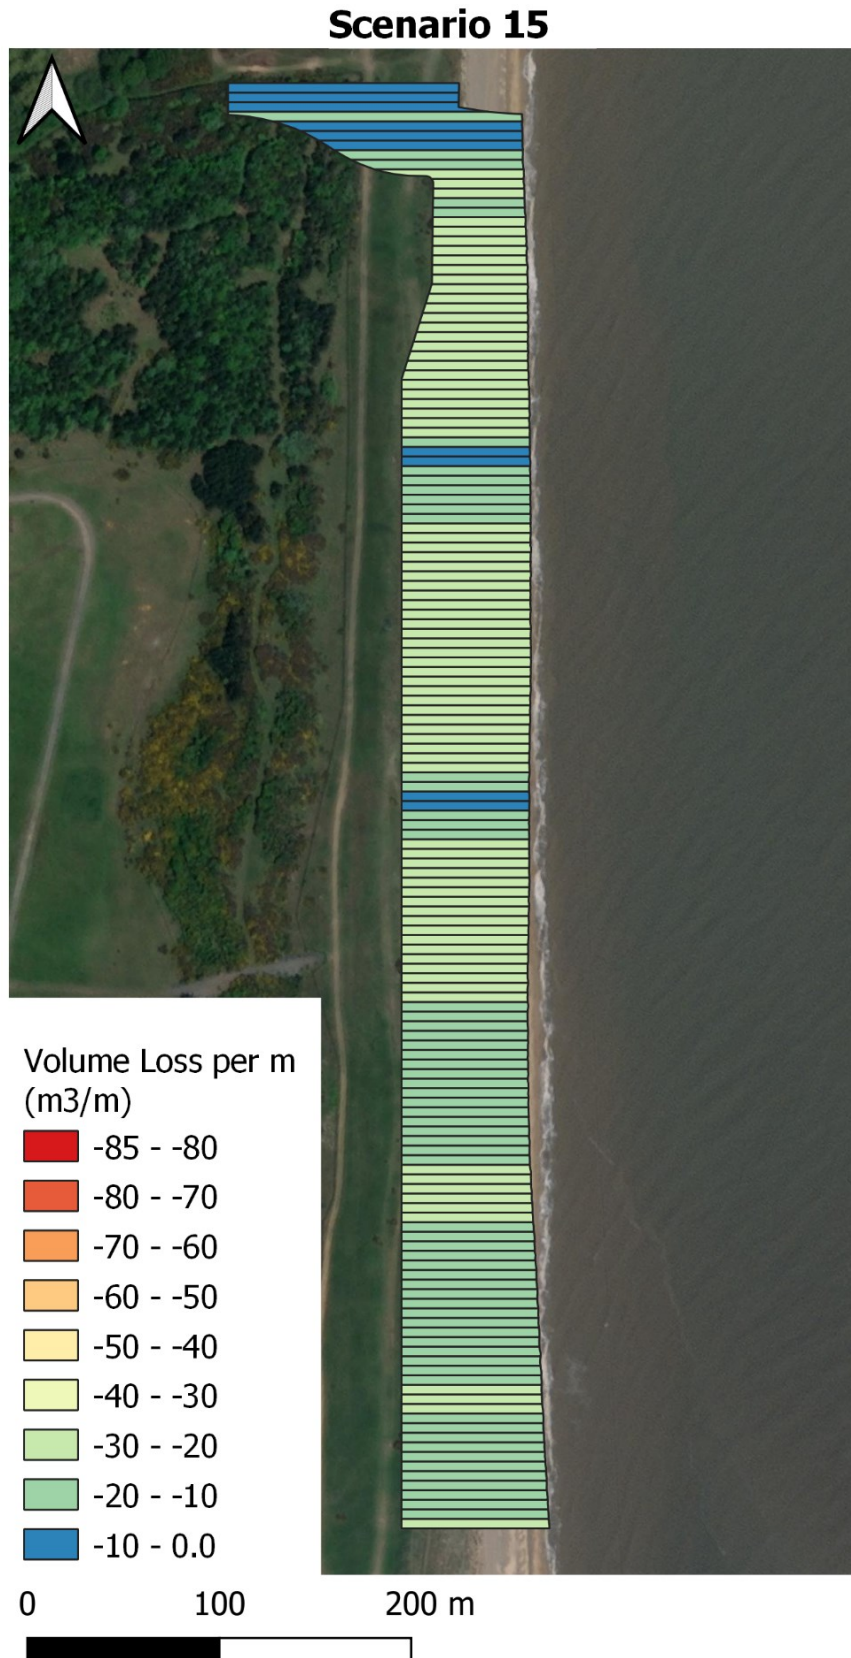 Scenario 15
Volume Loss per m
(m3/m)
-85 - -80
-80 - -70
-70 - -60
-60 - -50
-50 - -40
-40 - -30
-30 - -20
-20 - -10
-10 - 0.0
0 100 200 m